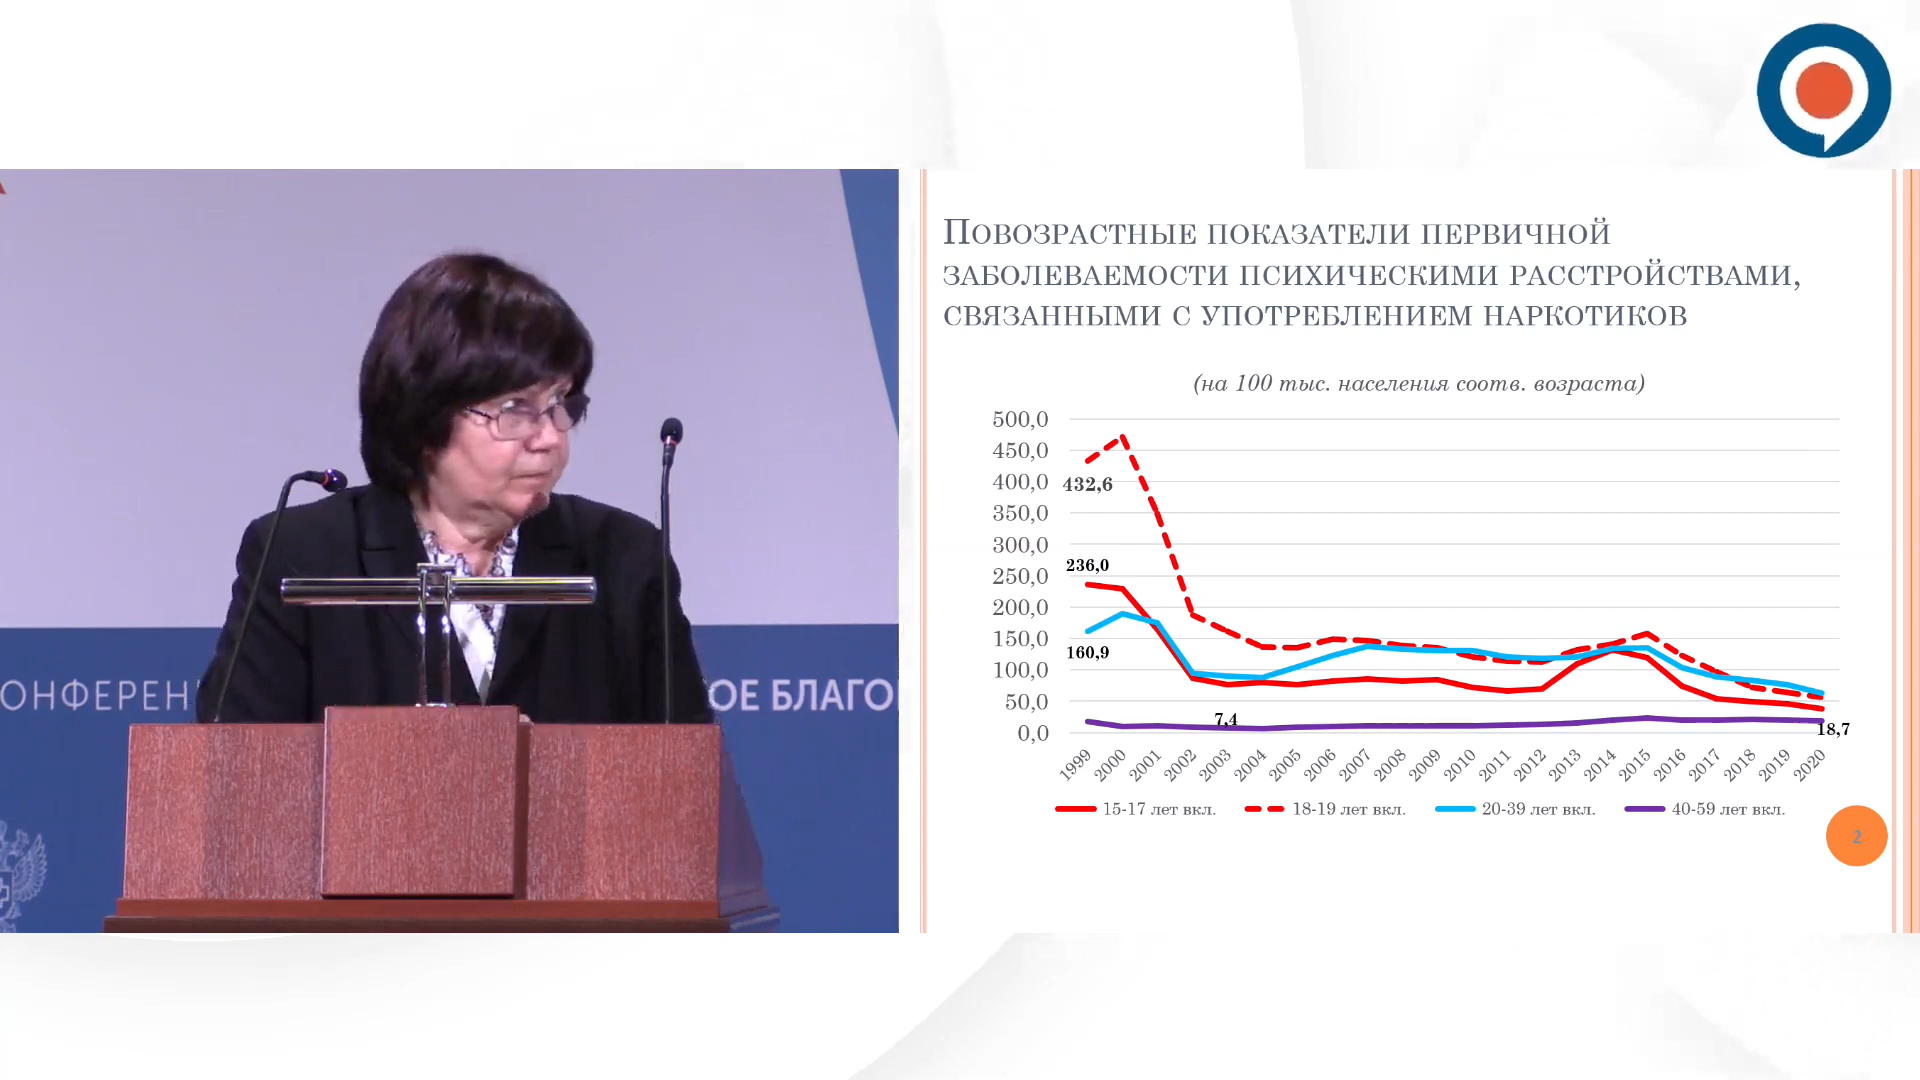 ПОВОЗРАСТНЫЕ ПОКАЗАТЕЛИ ПЕРВИЧНОЙ
ЗАБОЛЕВАЕМОСТИ ПСИХИЧЕСКИМИ РАССТРОЙСТВАМИ,
СВЯЗАННЫМИ С УПОТРЕБЛЕНИЕМ НАРКОТИКОВ
(на 100 тыс. населения соотв. возраста)
500,0
450,0
400,0
350,0
300,0
250,0
200,0
150,0
100,0
50,0
0,0
432,6
236,0
160,9
7,4
18,7
1999 2000 2001 2002 2003 2004 2005 2006 2007 2008 2009 2010 2011 2012 2013 2014 2015 2016 2017 2018 2019 2020
15-17 лет вкл. 18-19 лет вкл. 20-39 лет вкл. 40-59 лет вкл.
2
ОНФЕРЕН ОЕ БЛАГО